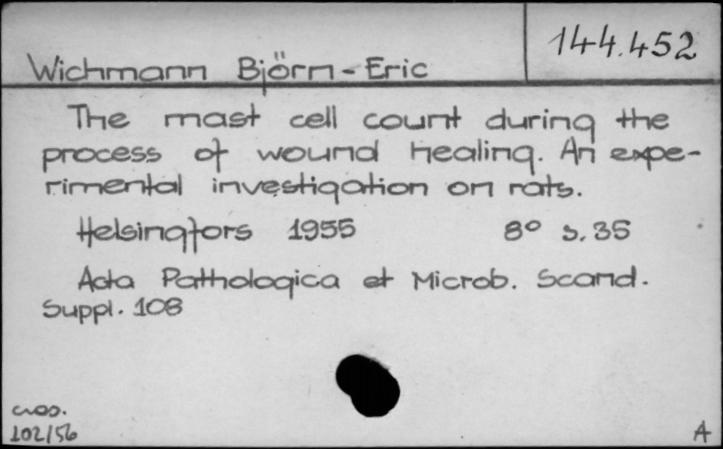 144.452
Wichmann Björn-Eric
The mast cell count during the
process of wound healing. An expe-
rimental investigation on rats.
Helsingfors 1955 8° s. 35
Acta Pathologica et Microb. Scand.
Suppl. 108
102/56 A